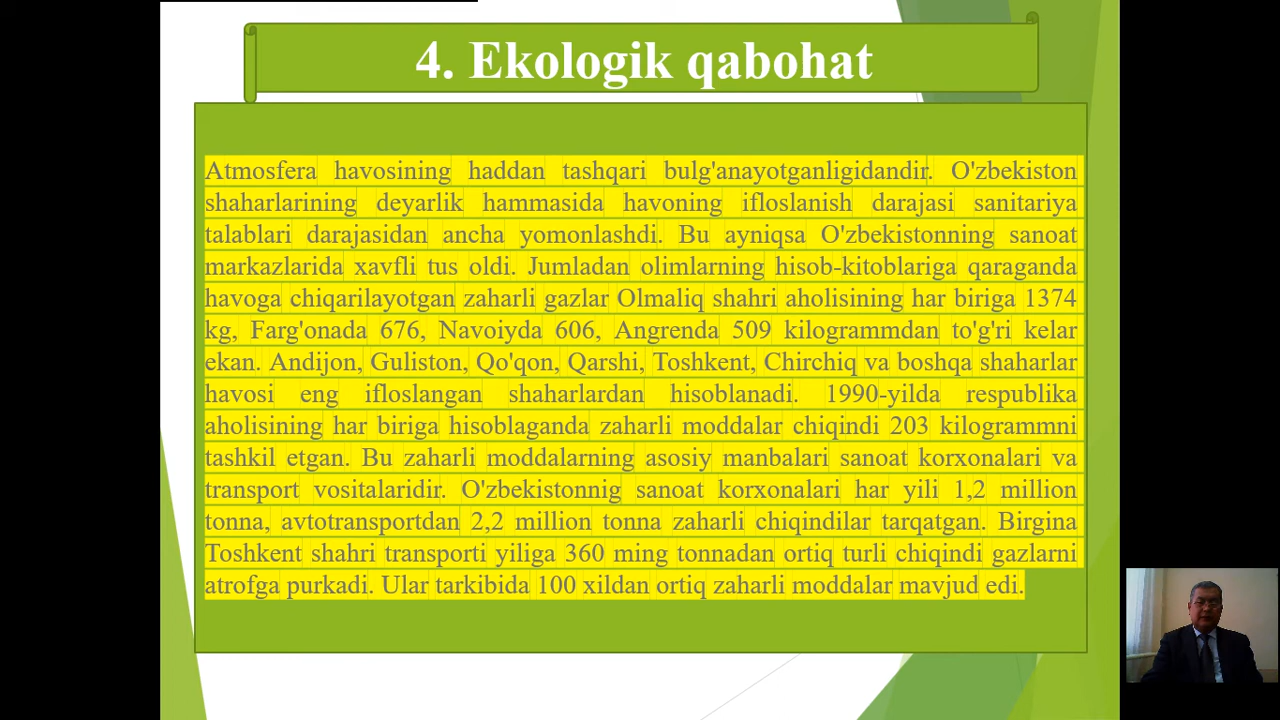 4. Ekologik qabohat
Atmosfera havosining haddan tashqari bulg'anayotganligidandir. O'zbekiston
shaharlarining deyarlik hammasida havoning ifloslanish darajasi sanitariya
talablari darajasidan ancha yomonlashdi. Bu ayniqsa O'zbekistonning sanoat
markazlarida xavfli tus oldi. Jumladan olimlarning hisob-kitoblariga qaraganda
havoga chiqarilayotgan zaharli gazlar Olmaliq shahri aholisining har biriga 1374
kg, Farg'onada 676, Navoiyda 606, Angrenda 509 kilogrammdan to'g'ri kelar
ekan. Andijon, Guliston, Qo'qon, Qarshi, Toshkent, Chirchiq va boshqa shaharlar
havosi eng ifloslangan shaharlardan hisoblanadi. 1990-yilda respublika
aholisining har biriga hisoblaganda zaharli moddalar chiqindi 203 kilogrammni
tashkil etgan. Bu zaharli moddalarning asosiy manbalari sanoat korxonalari va
transport vositalaridir. O'zbekistonnig sanoat korxonalari har yili 1,2 million
tonna, avtotransportdan 2,2 million tonna zaharli chiqindilar tarqatgan. Birgina
Toshkent shahri transporti yiliga 360 ming tonnadan ortiq turli chiqindi gazlarni
atrofga purkadi. Ular tarkibida 100 xildan ortiq zaharli moddalar mavjud edi.